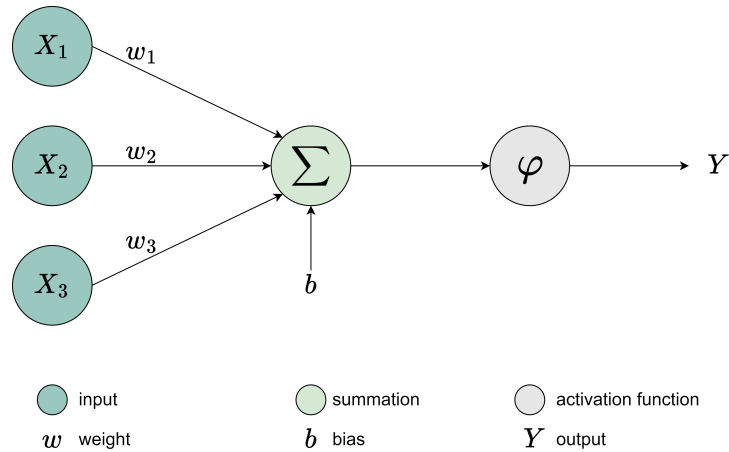 X₁
w₁
X₂
w₂
∑
φ
Y
w₃
X₃
b
input
summation
activation function
w weight
b bias
Y output